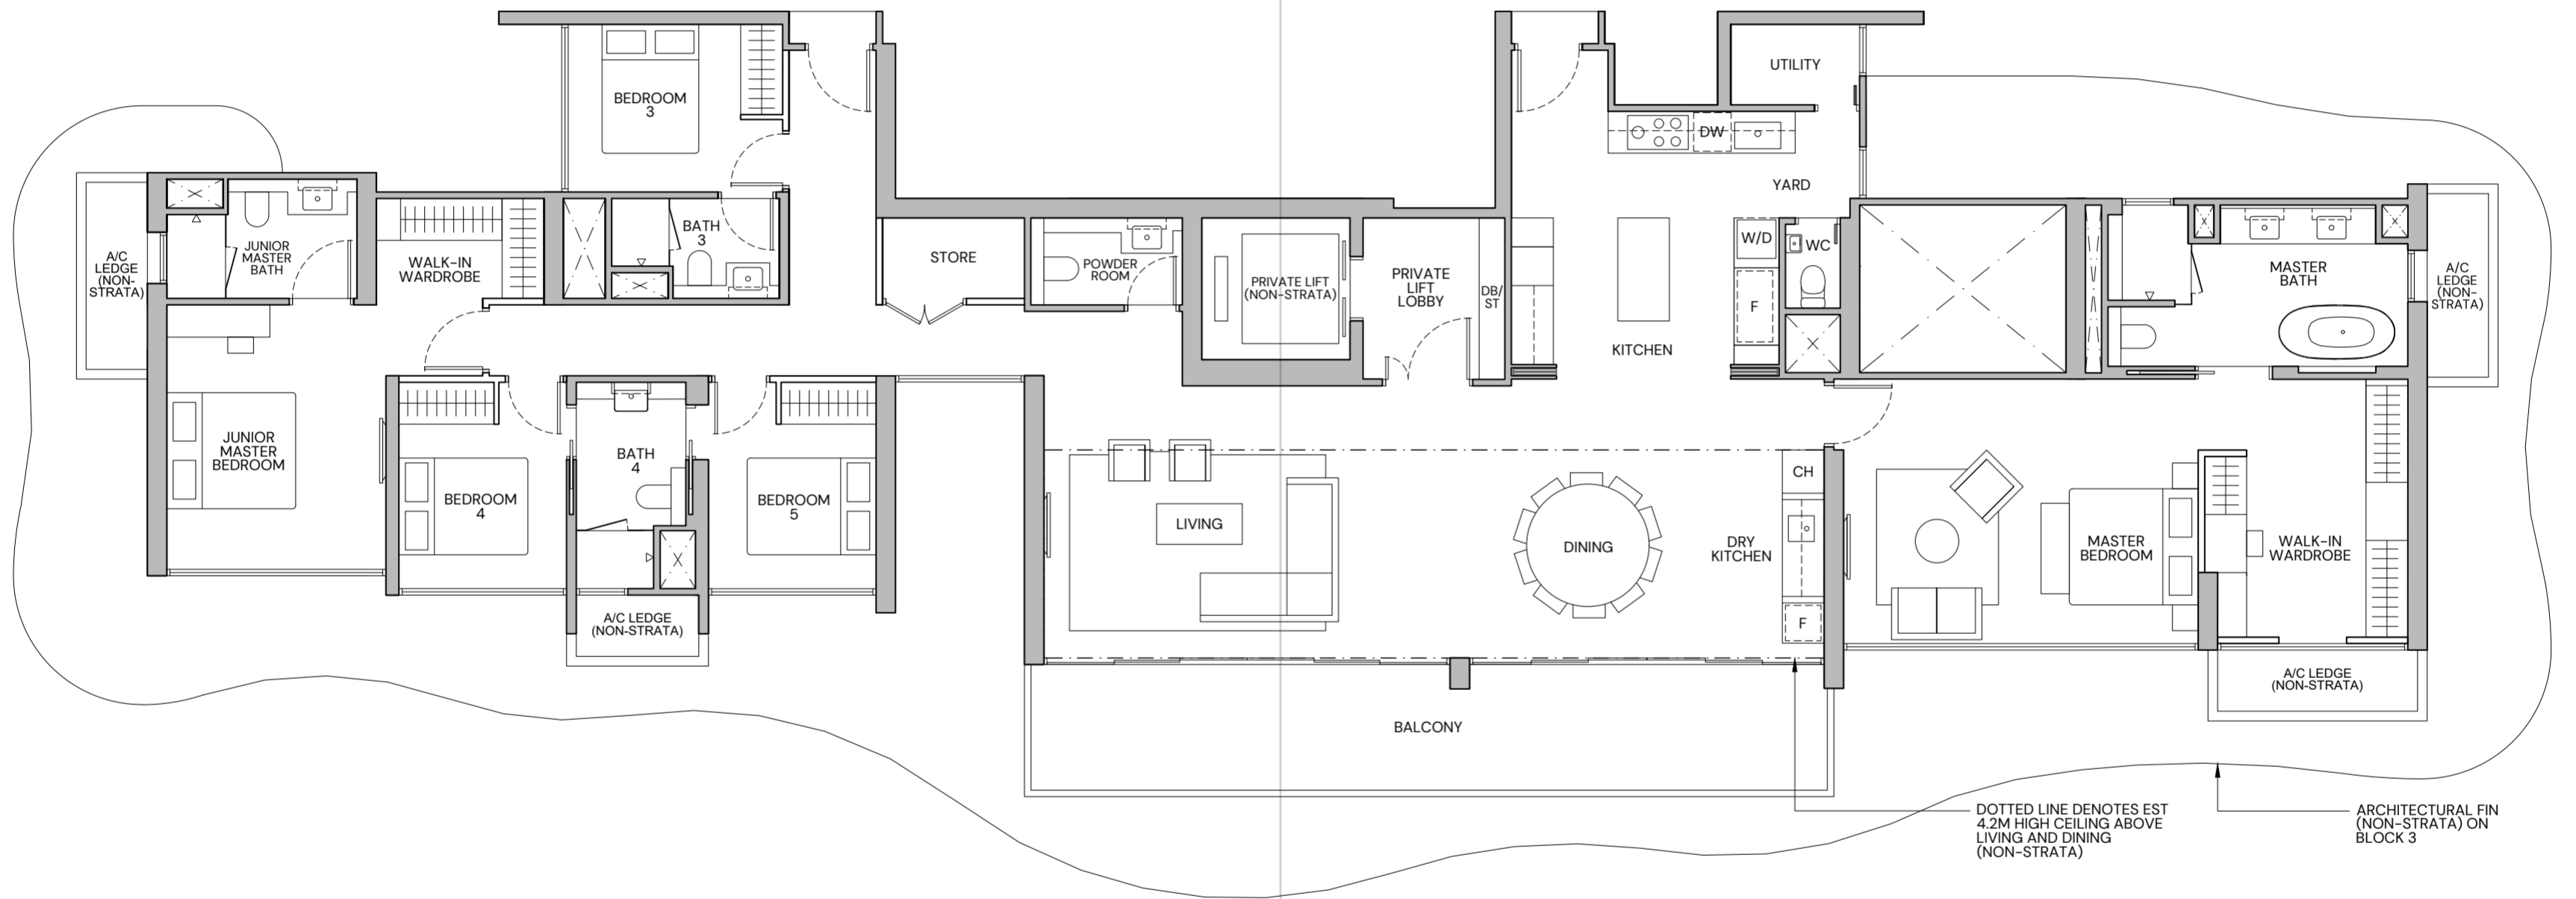 UTILITY
BEDROOM
3
DW
YARD
BATH
3
JUNIOR
MASTER
BATH
WALK-IN
WARDROBE
A/C
LEDGE
(NON-
STRATA)
STORE
POWDER
ROOM
PRIVATE LIFT
(NON-STRATA)
PRIVATE
LIFT
LOBBY
DB/
ST
W/D
WC
F
KITCHEN
MASTER
BATH
A/C
LEDGE
(NON-
STRATA)
JUNIOR
MASTER
BEDROOM
BEDROOM
4
BATH
4
BEDROOM
5
LIVING
DINING
CH
DRY
KITCHEN
F
MASTER
BEDROOM
WALK-IN
WARDROBE
A/C LEDGE
(NON-STRATA)
A/C LEDGE
(NON-STRATA)
BALCONY
DOTTED LINE DENOTES EST
4.2M HIGH CEILING ABOVE
LIVING AND DINING
(NON-STRATA)
ARCHITECTURAL FIN
(NON-STRATA) ON
BLOCK 3